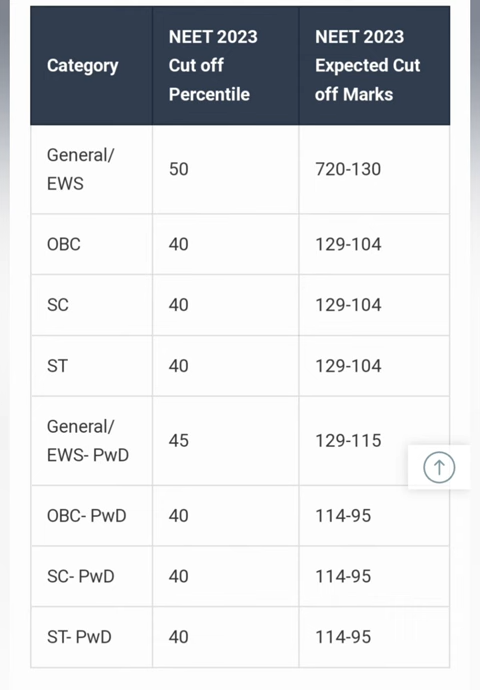 Category
NEET 2023
Cut off
Percentile
NEET 2023
Expected Cut
off Marks
General/
EWS
50
720-130
OBC
40
129-104
SC
40
129-104
ST
40
129-104
General/
EWS- PwD
45
129-115
OBC- PwD
40
114-95
SC- PwD
40
114-95
ST- PwD
40
114-95